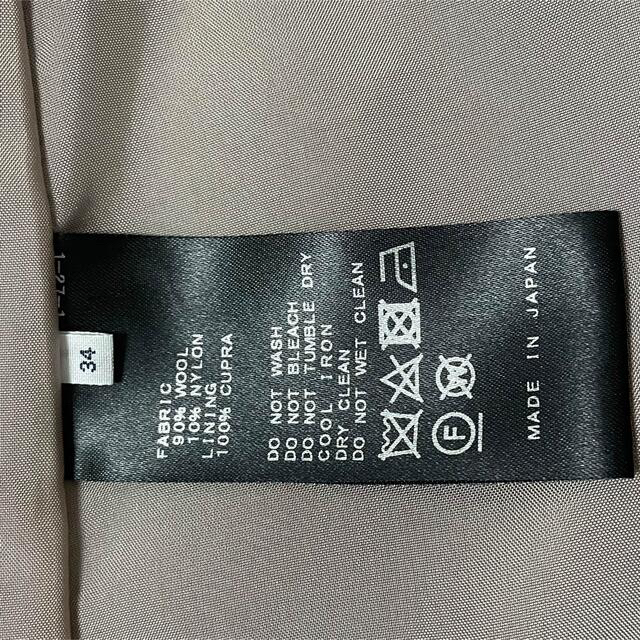 34
FABRIC
90% WOOL
10% NYLON
LINING
100% CUPRA
DO NOT WASH
DO NOT BLEACH
DO NOT TUMBLE DRY
COOL IRON
DRY CLEAN
DO NOT WET CLEAN
F
W
MADE IN JAPAN